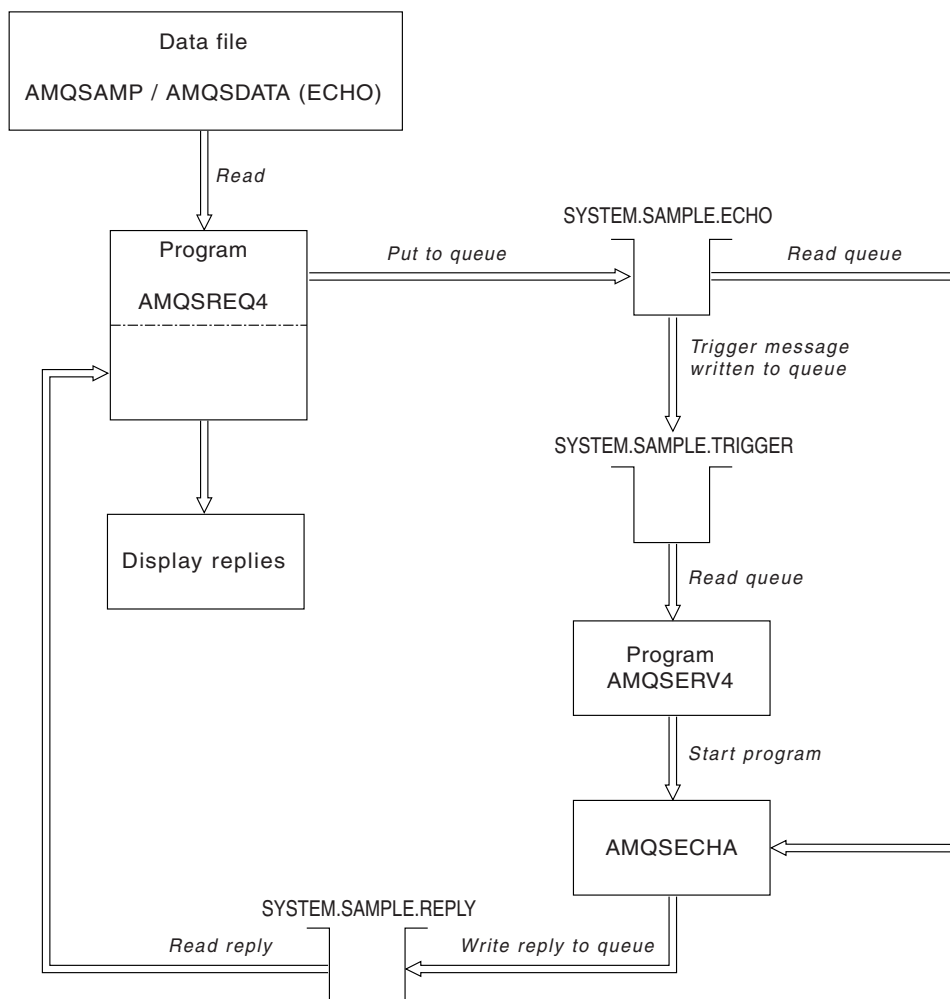 Data file
AMQSAMP / AMQSDATA (ECHO)
Read
SYSTEM.SAMPLE.ECHO
Program
AMQSREQ4
Put to queue
Read queue
Trigger message
written to queue
SYSTEM.SAMPLE.TRIGGER
Display replies
Read queue
Program
AMQSERV4
Start program
AMQSECHA
SYSTEM.SAMPLE.REPLY
Read reply
Write reply to queue